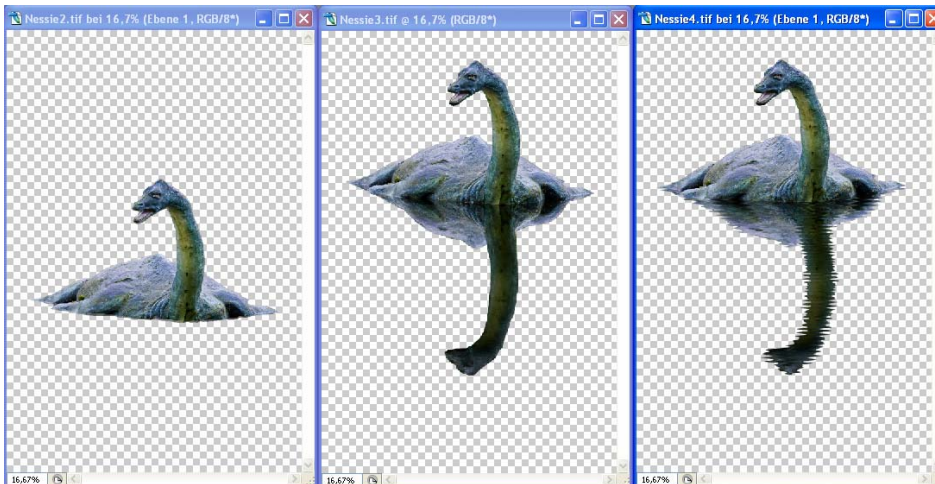 Nessie2.tif bei 16,7% (Ebene 1, RGB/8*)
Nessie3.tif @ 16,7% (RGB/8*)
Nessie4.tif bei 16,7% (Ebene 1, RGB/8*)
16,67%
16,67%
16,67%